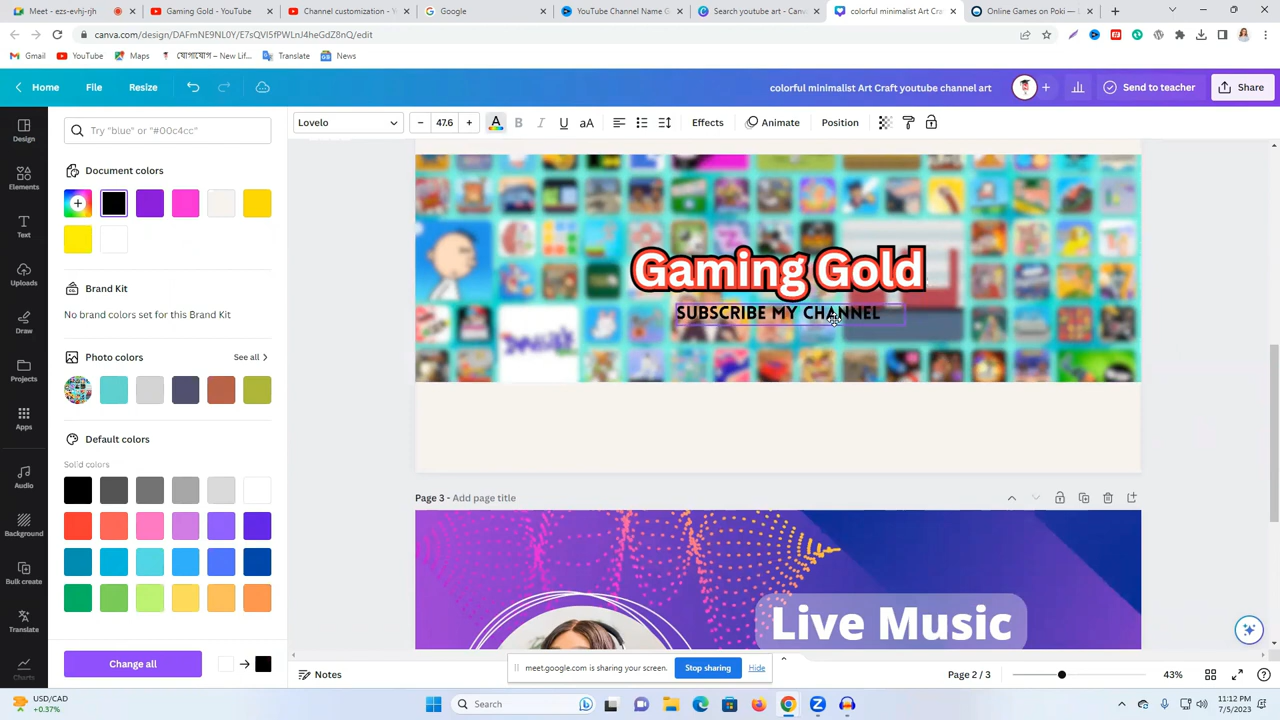 Meet - ezs-evhj-rjh
Gaming Gold - YouTube
Channel customization - Y
Google
YouTube Channel Name G
Search youtube art - Canva
colorful minimalist Art Cra
Online Games on Poki —
canva.com/design/DAFmNE9NL0Y/E7sQVI5fPWLnJ4heGdZ8nQ/edit
Gmail
YouTube
Maps
যোগাযোগ – New Lif...
Translate
News
Home
File
Resize
colorful minimalist Art Craft youtube channel art
Send to teacher
Share
Design
Elements
Text
Uploads
Draw
Projects
Apps
Audio
Background
Bulk create
Translate
Charts
Try "blue" or "#00c4cc"
Document colors
Brand Kit
No brand colors set for this Brand Kit
Photo colors
See all
Default colors
Solid colors
Change all
Lovelo
– 47.6 +
A B I U aA
Effects
Animate
Position
Gaming Gold
SUBSCRIBE MY CHANNEL
Page 3 - Add page title
Live Music
meet.google.com is sharing your screen.
Stop sharing
Hide
Notes
Page 2 / 3
43%
USD/CAD
+0.37%
Search
11:12 PM
7/5/2023